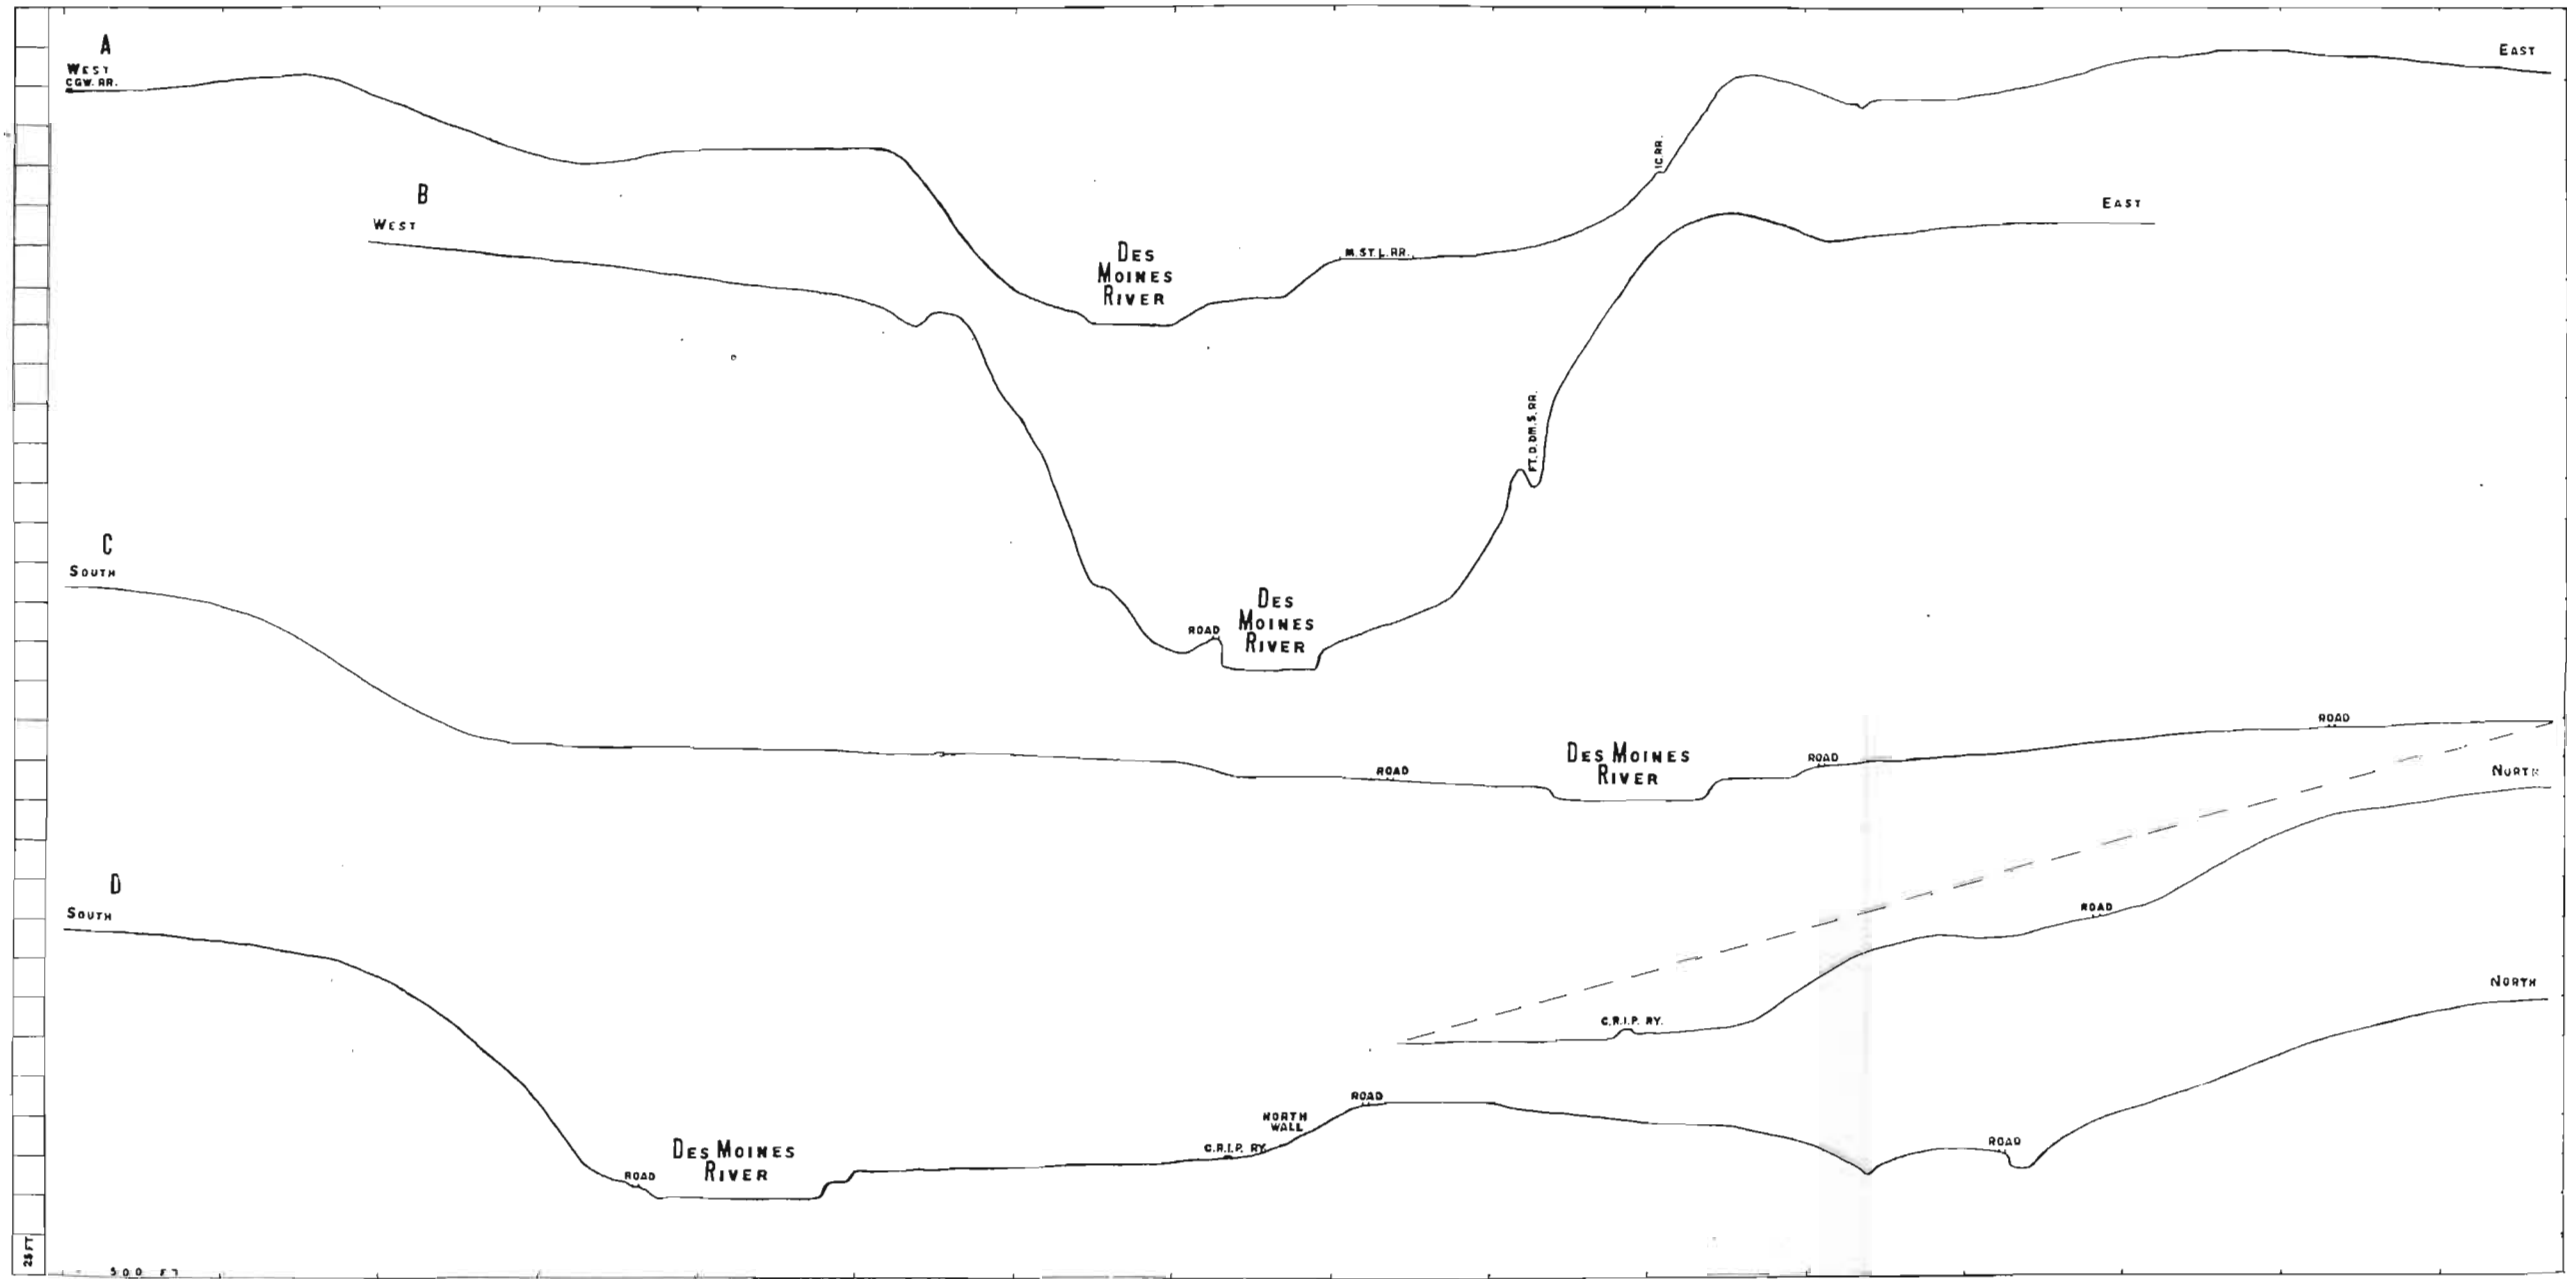 A
WEST
CGW. RR.
EAST
I.C. RR.
B
WEST
EAST
DES
MOINES
RIVER
M. ST. L. RR.
FT. D. DM. S. RR.
C
SOUTH
ROAD
DES
MOINES
RIVER
ROAD
DES MOINES
RIVER
ROAD
ROAD
NORTH
D
SOUTH
ROAD
C.R.I.P. RY.
NORTH
ROAD
NORTH
WALL
C.R.I.P. RY.
ROAD
DES MOINES
RIVER
ROAD
25 FT
500 FT